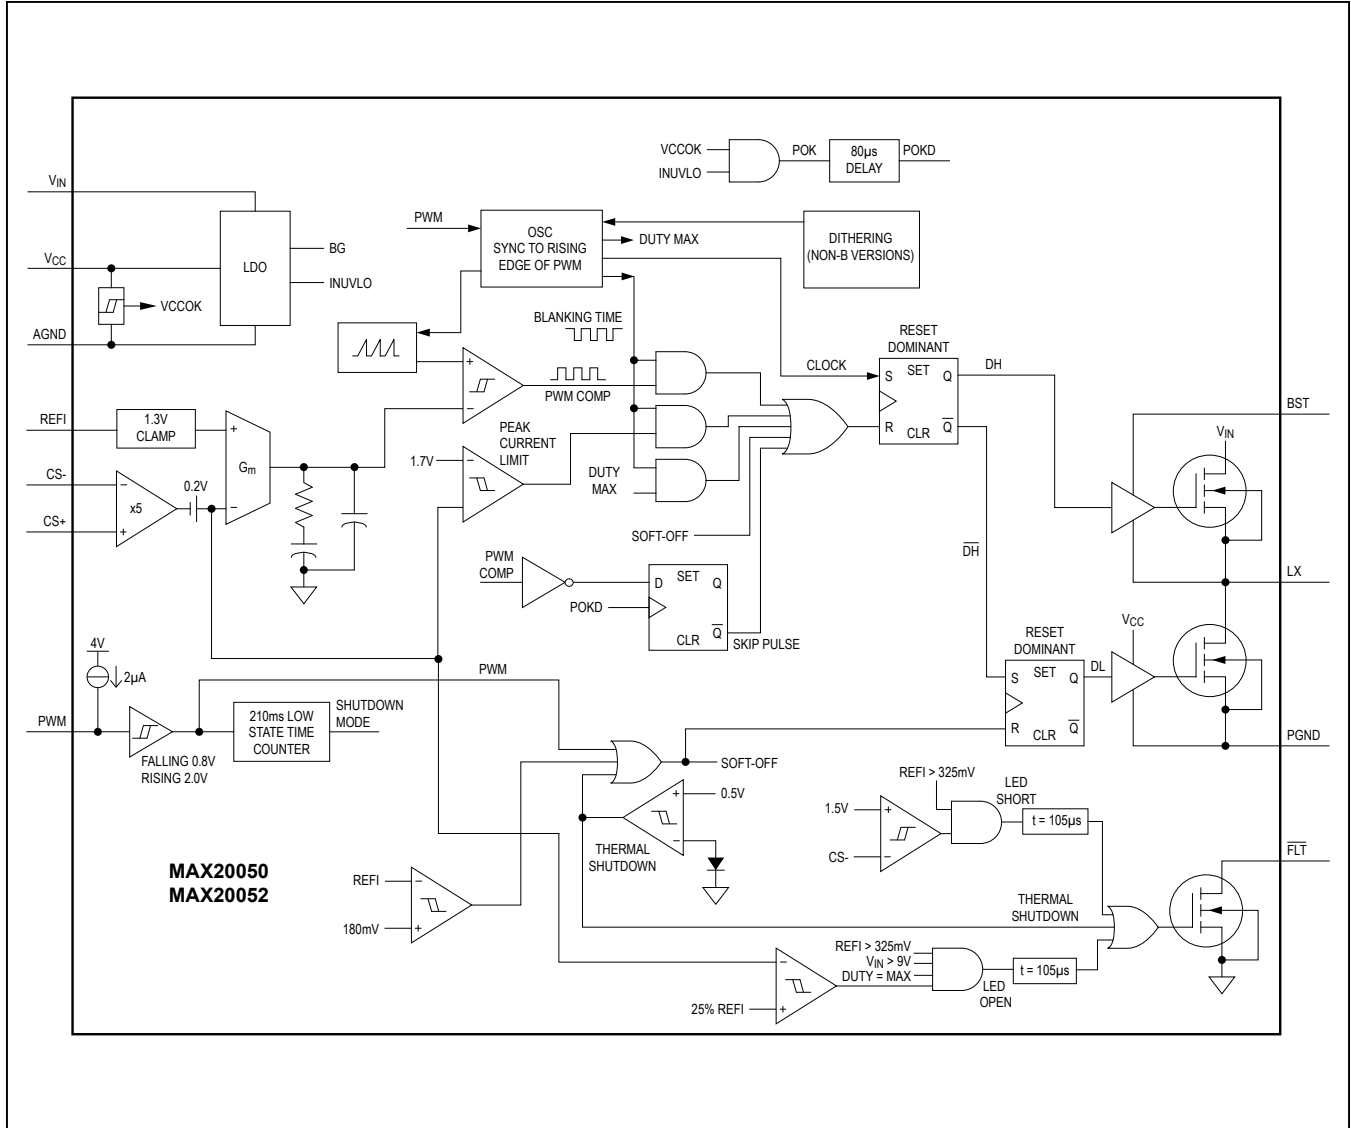 VCCOK
INUVLO
POK
80µs
DELAY
POKD
VIN
VCC
AGND
LDO
BG
INUVLO
VCCOK
PWM
OSC
SYNC TO RISING
EDGE OF PWM
DUTY MAX
DITHERING
(NON-B VERSIONS)
BLANKING TIME
+
−
PWM COMP
CLOCK
RESET
DOMINANT
S
SET
Q
R
CLR
Q
DH
REFI
1.3V
CLAMP
CS-
CS+
−
x5
+
0.2V
+
Gm
−
1.7V
−
+
PEAK
CURRENT
LIMIT
DUTY
MAX
SOFT-OFF
PWM
COMP
POKD
D
SET
Q
CLR
Q
SKIP PULSE
DH
BST
VIN
LX
VCC
RESET
DOMINANT
S
SET
Q
R
CLR
Q
DL
PGND
4V
2µA
PWM
FALLING 0.8V
RISING 2.0V
210ms LOW
STATE TIME
COUNTER
SHUTDOWN
MODE
PWM
SOFT-OFF
+
0.5V
−
THERMAL
SHUTDOWN
REFI
−
180mV
+
REFI > 325mV
1.5V
+
CS-
−
LED
SHORT
t = 105µs
THERMAL
SHUTDOWN
FLT
REFI > 325mV
VIN > 9V
DUTY = MAX
−
25% REFI
+
LED
OPEN
t = 105µs
MAX20050
MAX20052